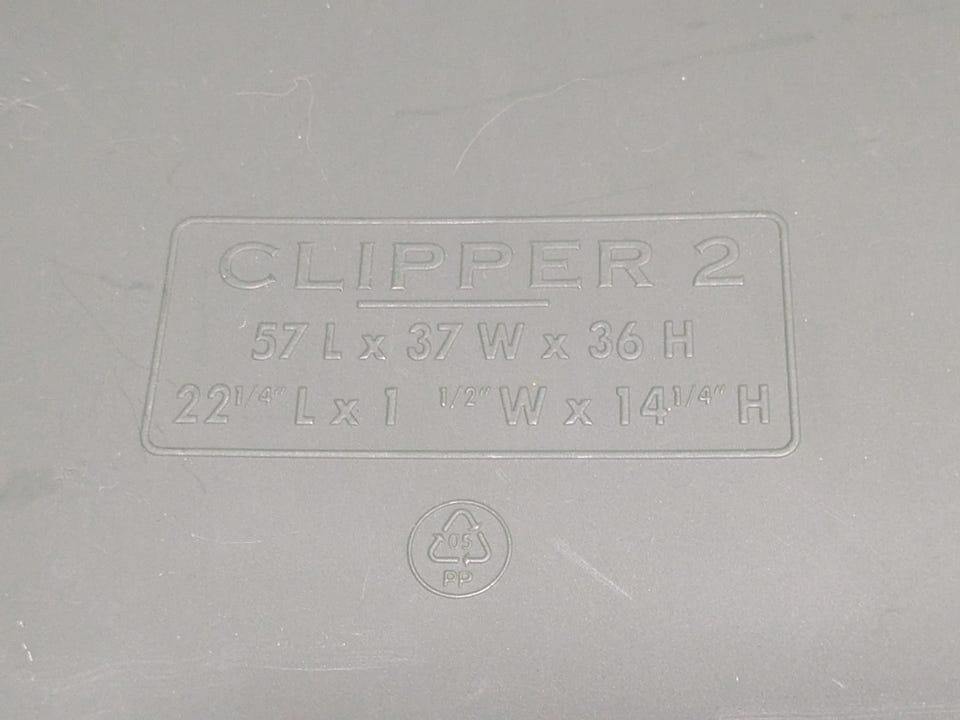 CLIPPER 2
57 L x 37 W x 36 H
22 1/4" L x 1 1/2" W x 14 1/4" H
05
PP